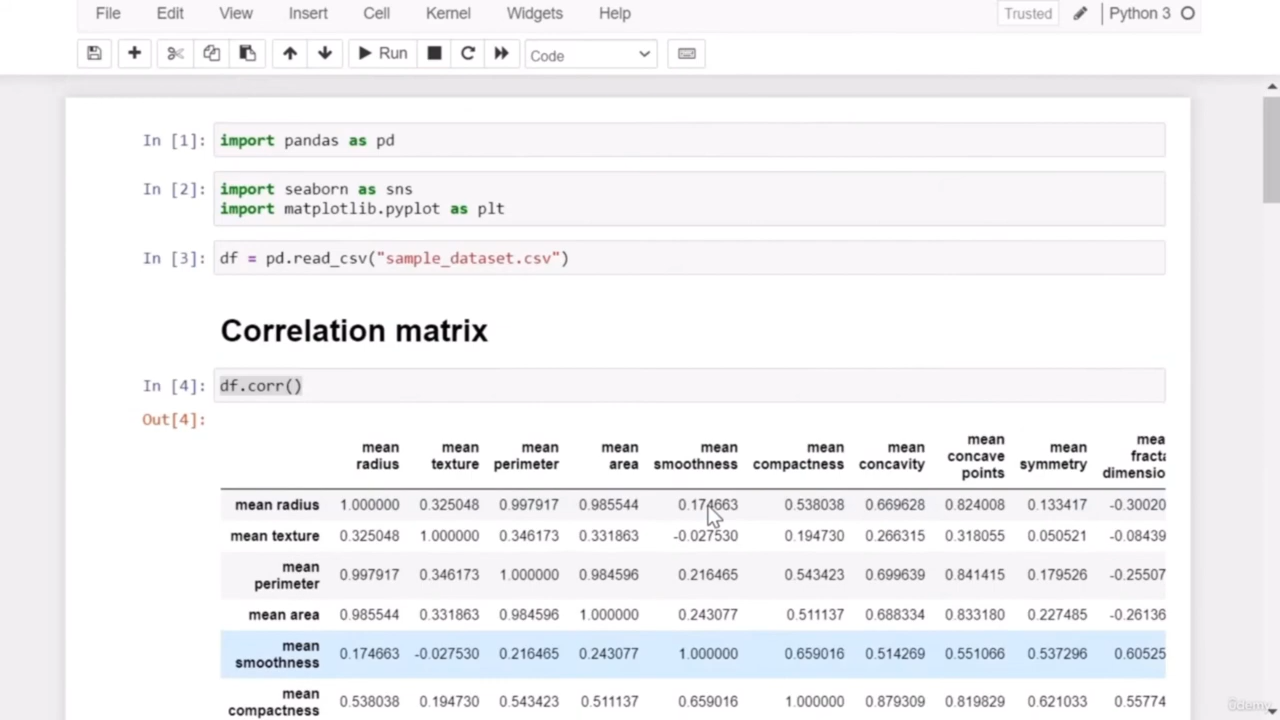 File Edit View Insert Cell Kernel Widgets Help Trusted Python 3
Run Code
In [1]: import pandas as pd
In [2]: import seaborn as sns
import matplotlib.pyplot as plt
In [3]: df = pd.read_csv("sample_dataset.csv")
Correlation matrix
In [4]: df.corr()
Out[4]:
mean radius mean texture mean perimeter mean area mean smoothness mean compactness mean concavity mean concave points mean symmetry mea fracta dimensio
mean radius 1.000000 0.325048 0.997917 0.985544 0.174663 0.538038 0.669628 0.824008 0.133417 -0.30020
mean texture 0.325048 1.000000 0.346173 0.331863 -0.027530 0.194730 0.266315 0.318055 0.050521 -0.08439
mean perimeter 0.997917 0.346173 1.000000 0.984596 0.216465 0.543423 0.699639 0.841415 0.179526 -0.25507
mean area 0.985544 0.331863 0.984596 1.000000 0.243077 0.511137 0.688334 0.833180 0.227485 -0.26136
mean smoothness 0.174663 -0.027530 0.216465 0.243077 1.000000 0.659016 0.514269 0.551066 0.537296 0.60525
mean compactness 0.538038 0.194730 0.543423 0.511137 0.659016 1.000000 0.879309 0.819829 0.621033 0.55774
ûdemy